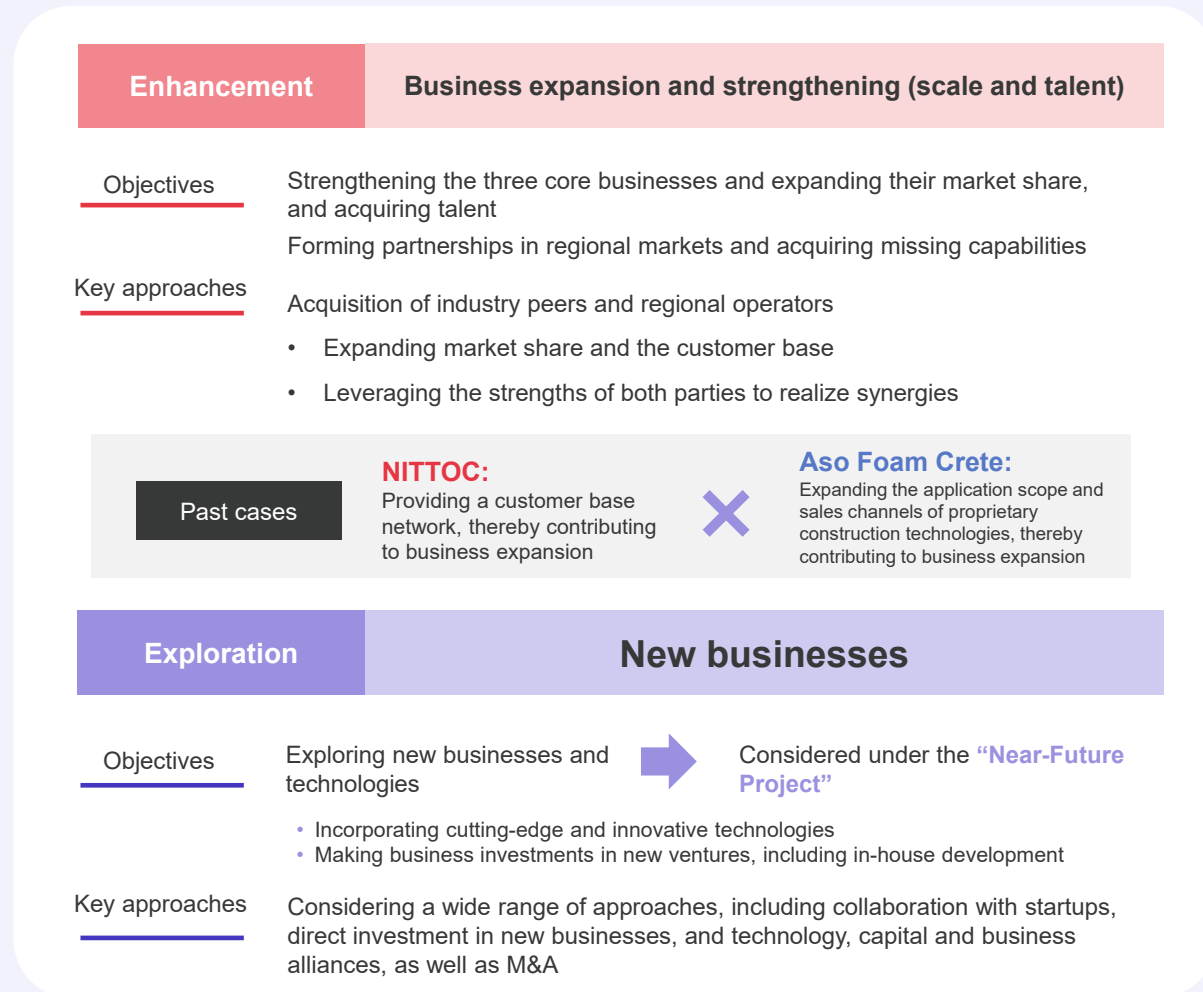 Enhancement
Business expansion and strengthening (scale and talent)
Objectives
Strengthening the three core businesses and expanding their market share,
and acquiring talent
Forming partnerships in regional markets and acquiring missing capabilities
Key approaches
Acquisition of industry peers and regional operators
• Expanding market share and the customer base
• Leveraging the strengths of both parties to realize synergies
Past cases
NITTOC:
Providing a customer base
network, thereby contributing
to business expansion
Aso Foam Crete:
Expanding the application scope and
sales channels of proprietary
construction technologies, thereby
contributing to business expansion
Exploration
New businesses
Objectives
Exploring new businesses and
technologies
Considered under the “Near-Future
Project”
• Incorporating cutting-edge and innovative technologies
• Making business investments in new ventures, including in-house development
Key approaches
Considering a wide range of approaches, including collaboration with startups,
direct investment in new businesses, and technology, capital and business
alliances, as well as M&A